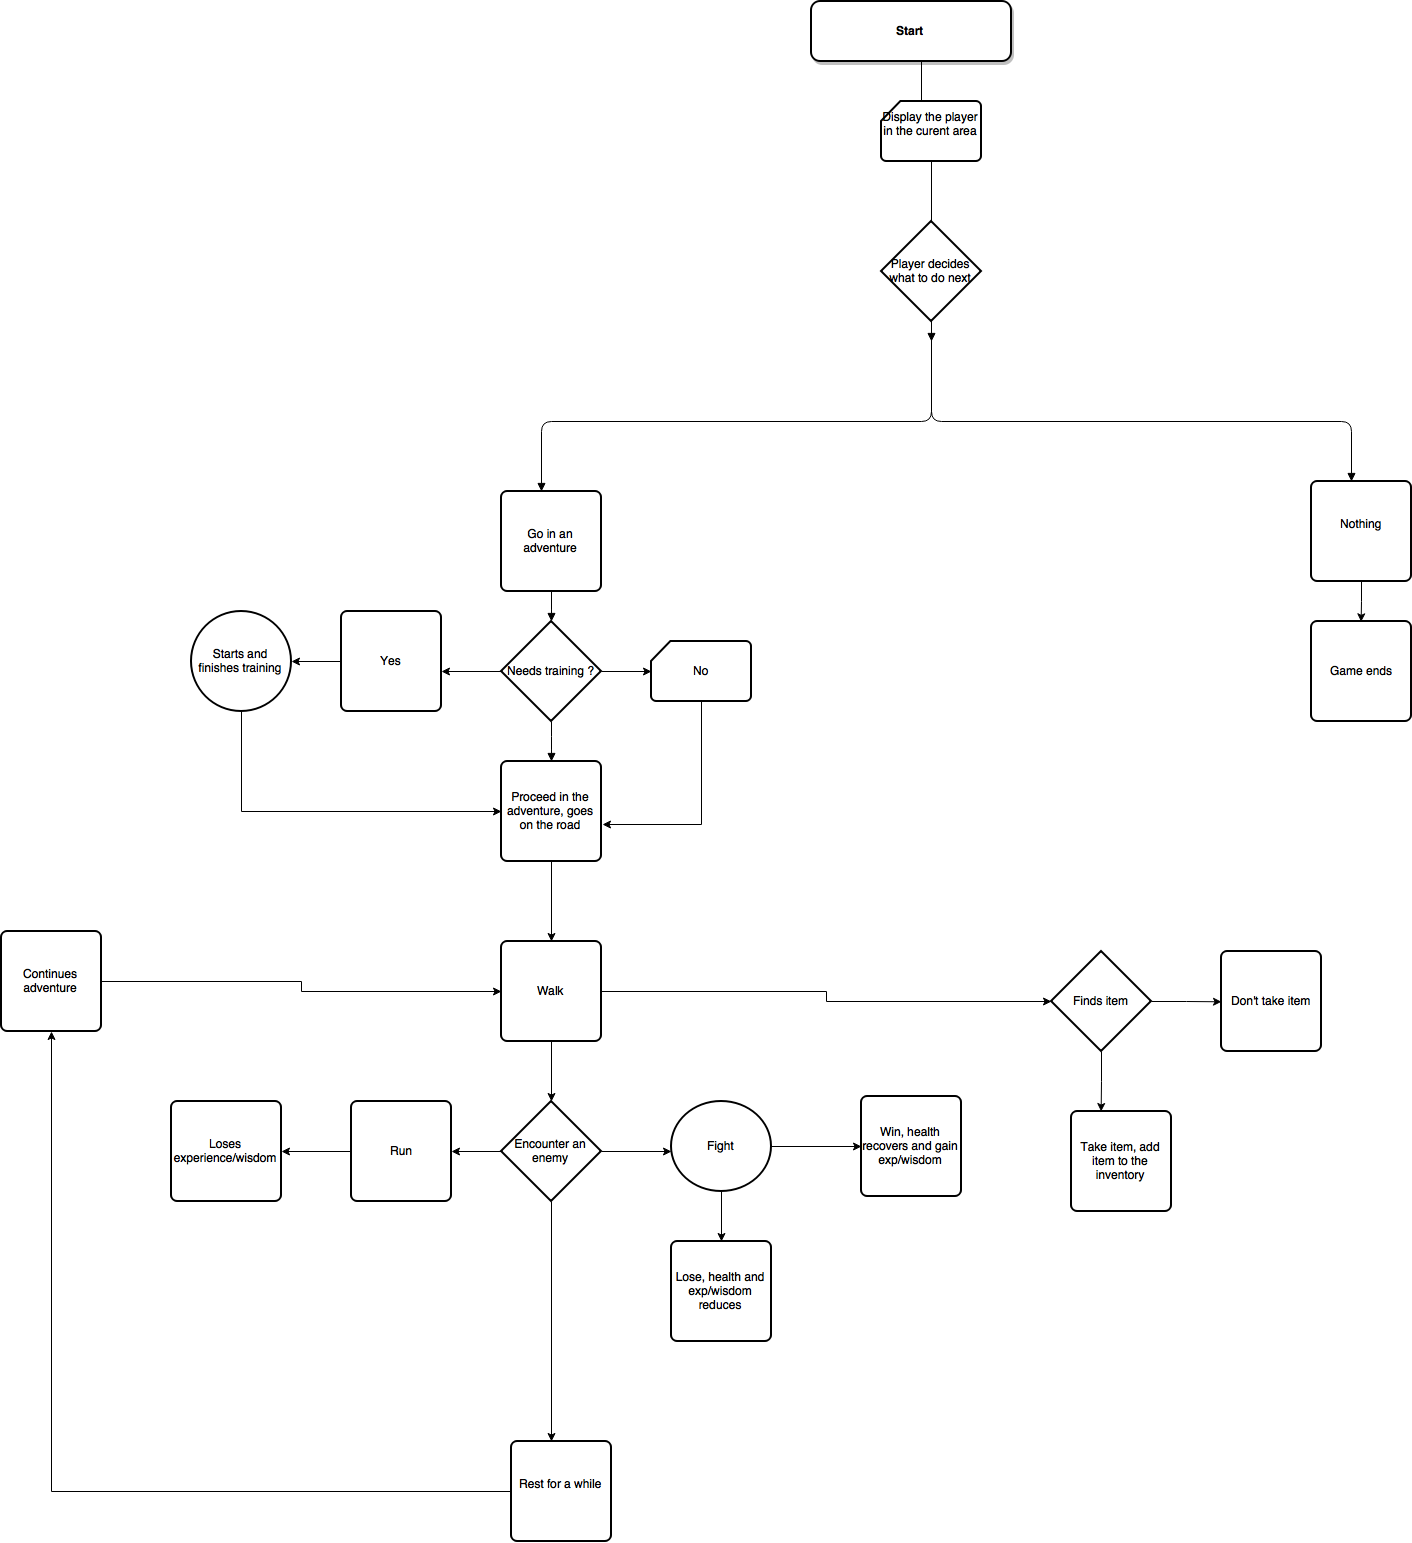 Start
Display the player
in the curent area
Player decides
what to do next
Go in an
adventure
Nothing
Starts and
finishes training
Yes
Needs training ?
No
Game ends
Proceed in the
adventure, goes
on the road
Continues
adventure
Walk
Finds item
Don't take item
Loses
experience/wisdom
Run
Encounter an
enemy
Fight
Win, health
recovers and gain
exp/wisdom
Take item, add
item to the
inventory
Lose, health and
exp/wisdom
reduces
Rest for a while